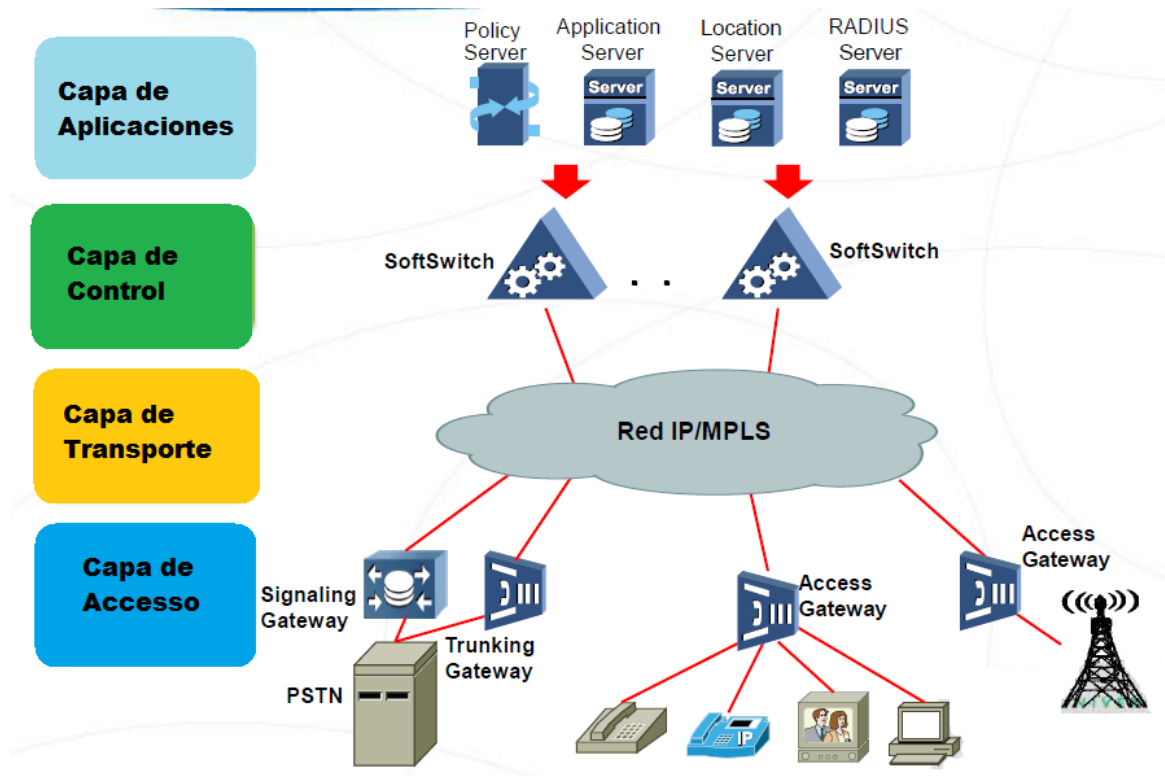 Policy
Server
Application
Server
Location
Server
RADIUS
Server
Capa de
Aplicaciones
Server
Server
Server
Capa de
Control
SoftSwitch
. .
SoftSwitch
Capa de
Transporte
Red IP/MPLS
Capa de
Accesso
Signaling
Gateway
Trunking
Gateway
PSTN
Access
Gateway
Access
Gateway
IP